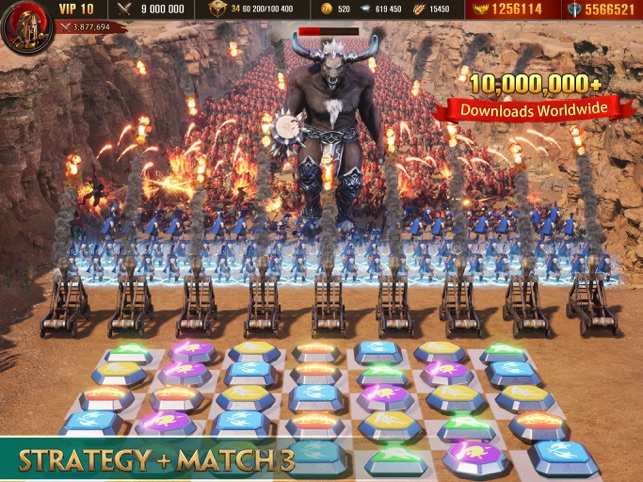 VIP 10
9 000 000
34 60 200/100 400
520
619 450
15450
1256114
5566521
3,877,694
10,000,000+
Downloads Worldwide
STRATEGY + MATCH 3